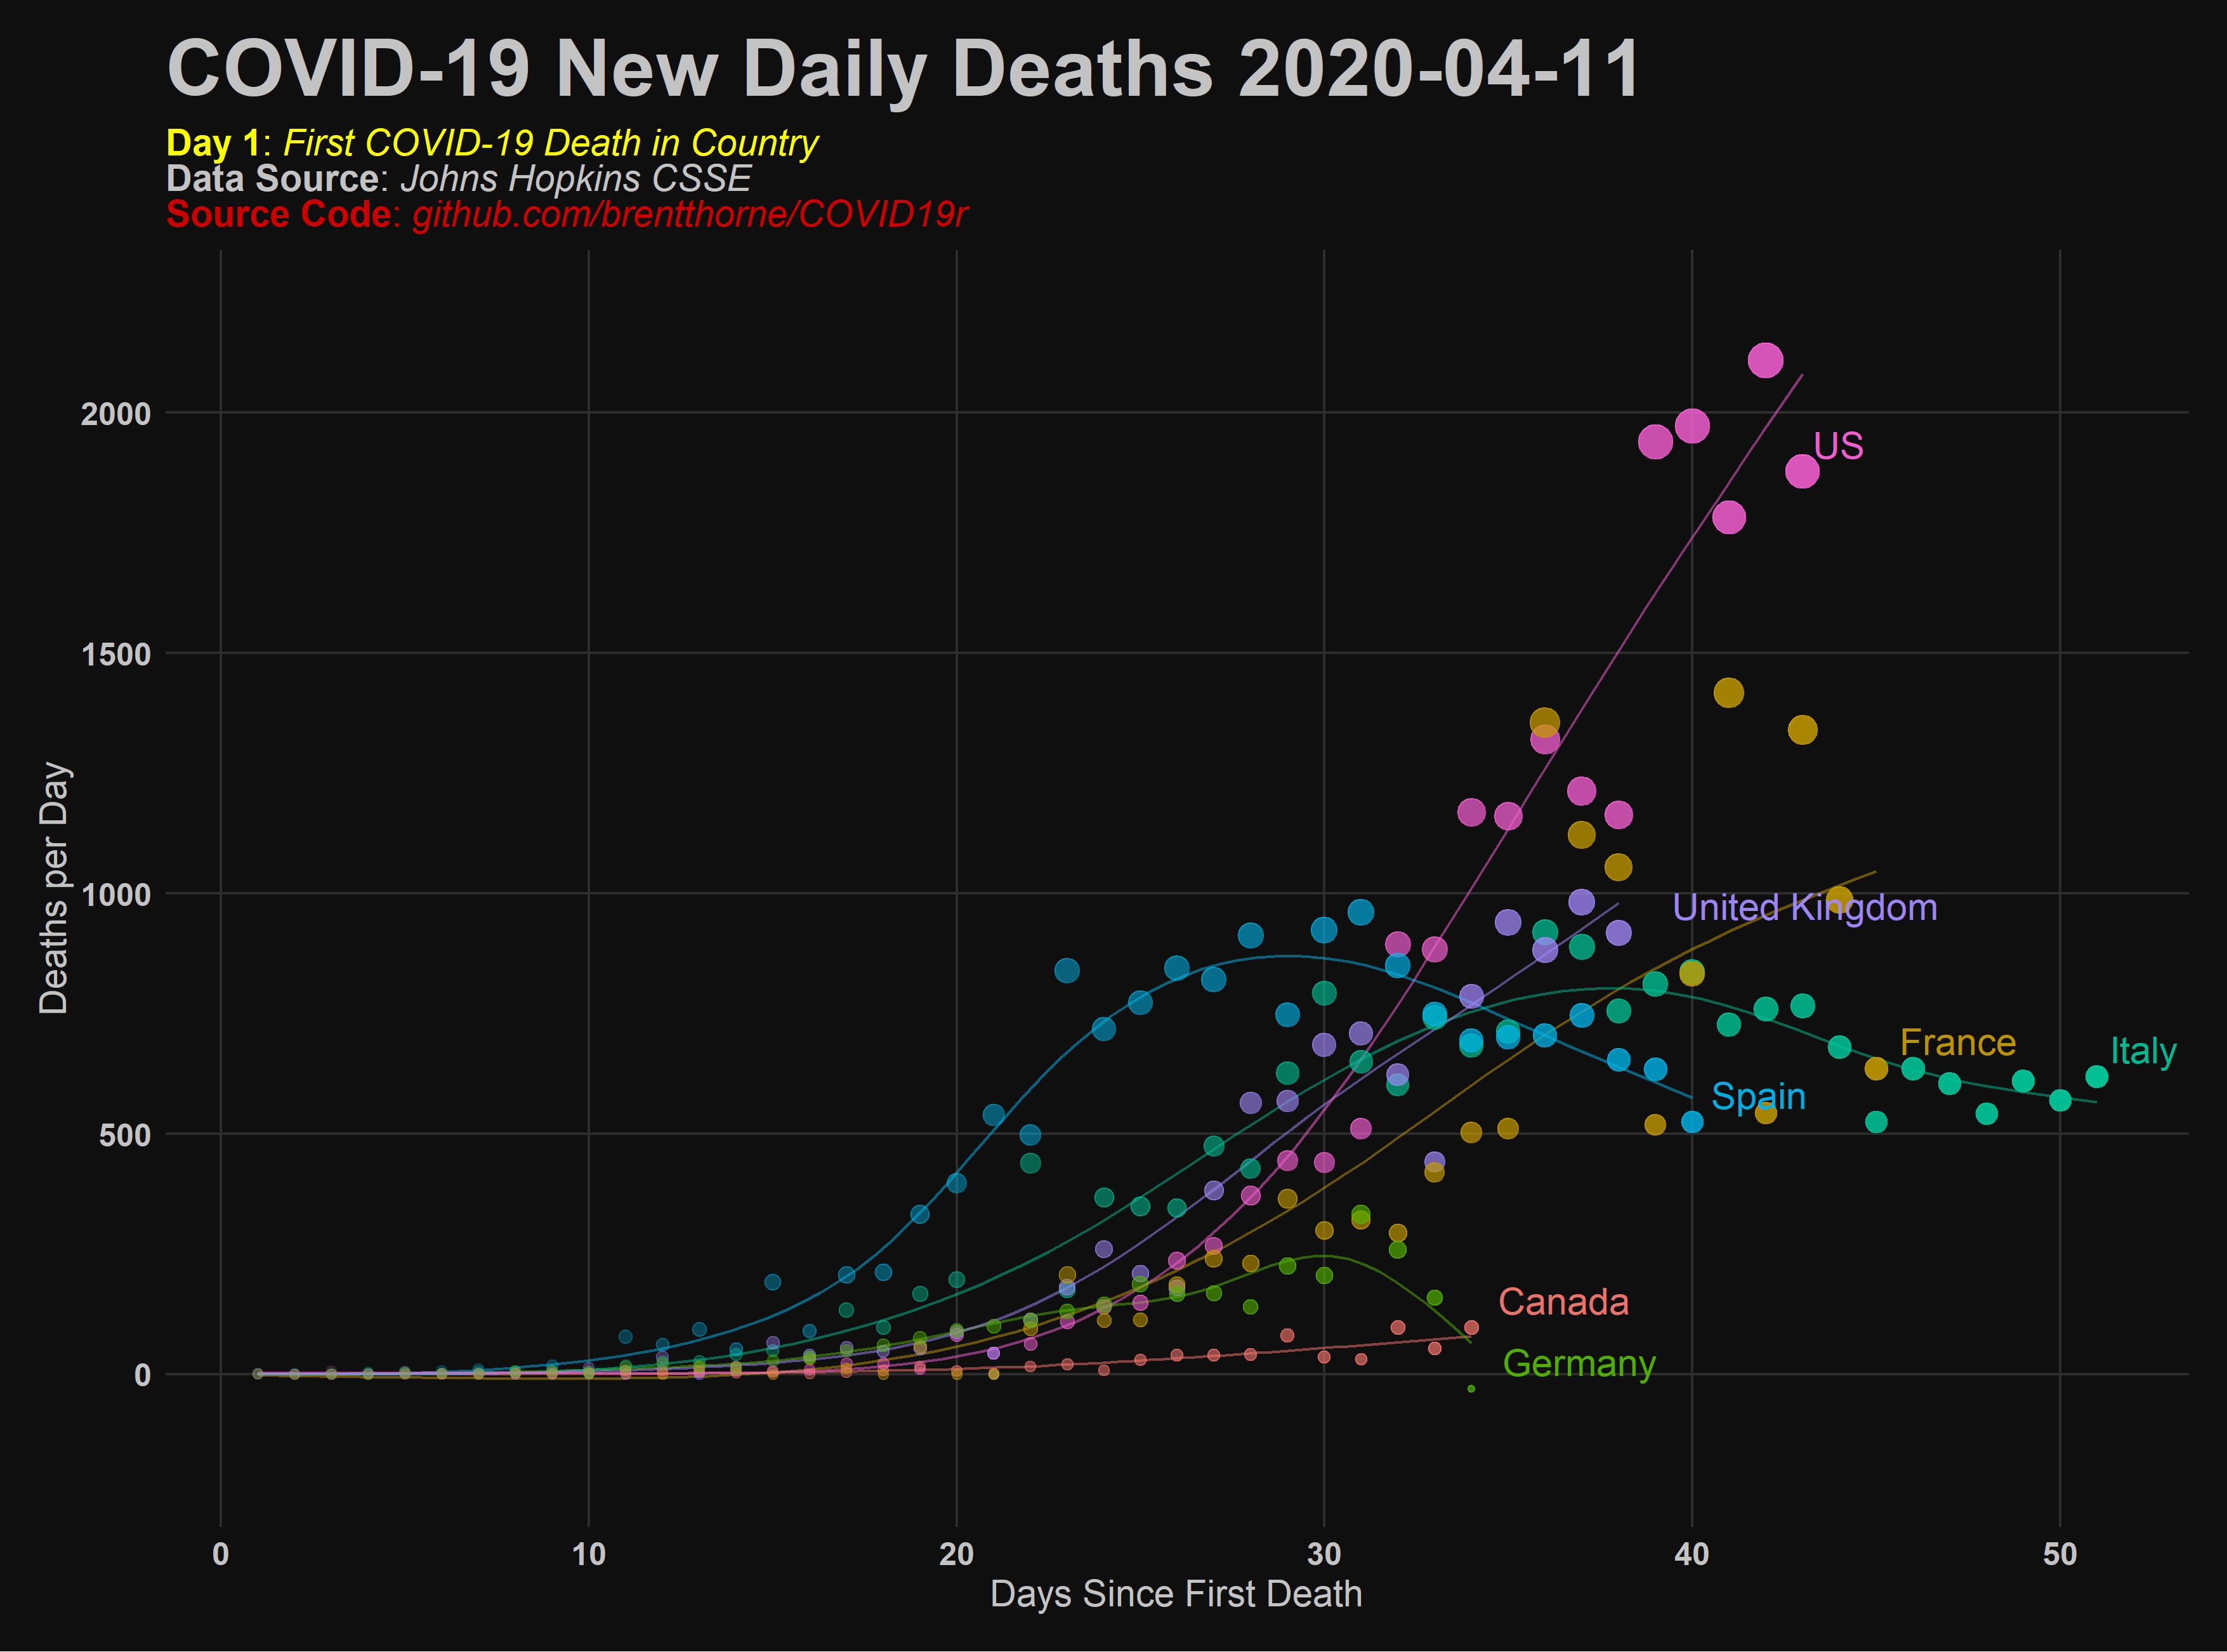 COVID-19 New Daily Deaths 2020-04-11
Day 1: First COVID-19 Death in Country
Data Source: Johns Hopkins CSSE
Source Code: github.com/brentthorne/COVID19r
2000
US
1500
Deaths per Day
1000
United Kingdom
France
Italy
Spain
500
Canada
Germany
0
0 10 20 30 40 50
Days Since First Death